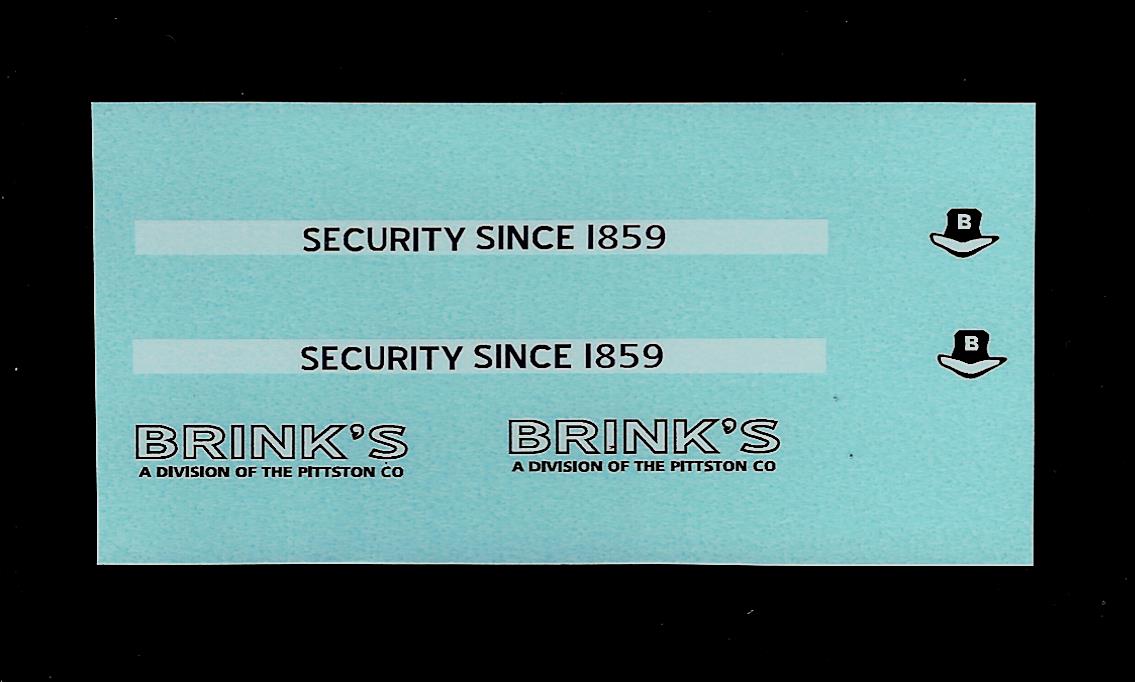 SECURITY SINCE 1859
B
SECURITY SINCE 1859
B
BRINK'S
A DIVISION OF THE PITTSTON CO
BRINK'S
A DIVISION OF THE PITTSTON CO